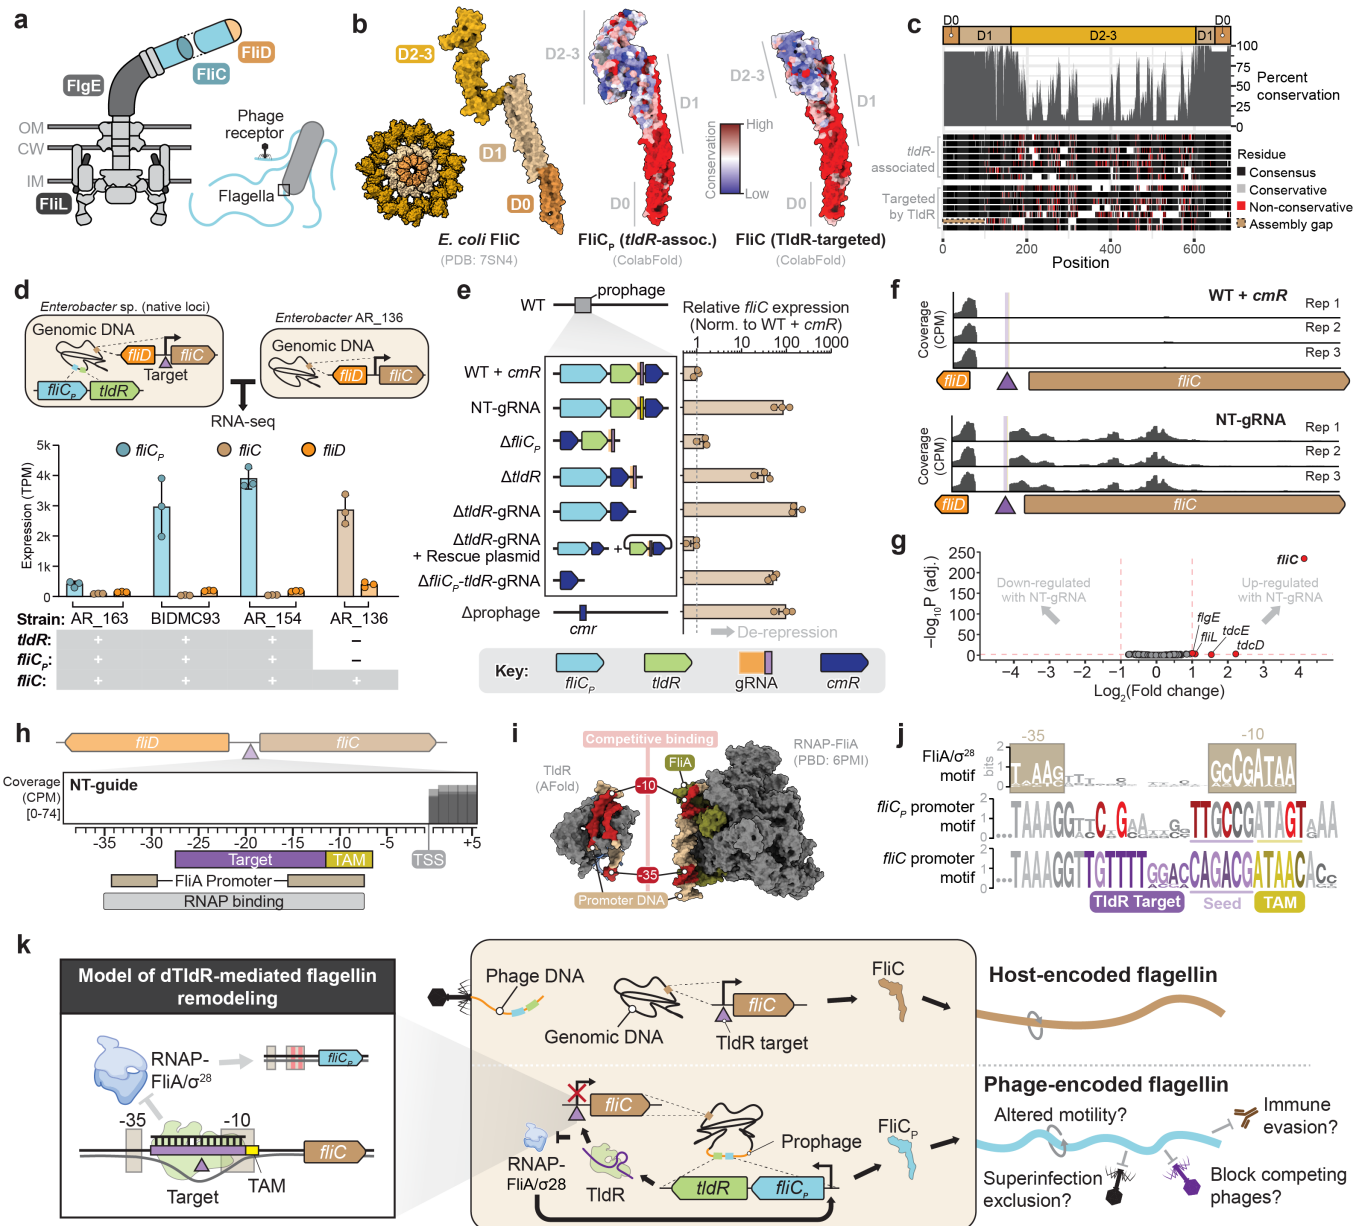 a
FliD
FliC
FlgE
OM
CW
IM
FliL
Phage
receptor
Flagella
b
D2-3
D1
D0
E. coli FliC
(PDB: 7SN4)
D2-3
D1
D0
FliCP (tldR-assoc.)
(ColabFold)
Conservation
High
Low
D2-3
D1
D0
FliC (TldR-targeted)
(ColabFold)
c
D0
D1
D2-3
D1
D0
100
75
50
25
0
Percent
conservation
tldR-
associated
Targeted
by TldR
Residue
Consensus
Conservative
Non-conservative
Assembly gap
0
200
400
600
Position
d
Enterobacter sp. (native loci)
Genomic DNA
fliD
fliC
Target
fliCP
tldR
Enterobacter AR_136
Genomic DNA
fliD
fliC
RNA-seq
fliCP
fliC
fliD
Expression (TPM)
5k
4k
3k
2k
1k
0
Strain: AR_163 BIDMC93 AR_154 AR_136
tldR: + + + –
fliCP: + + + –
fliC: + + + +
e
WT
prophage
Relative fliC expression
(Norm. to WT + cmR)
1 10 100 1000
WT + cmR
NT-gRNA
ΔfliCP
ΔtldR
ΔtldR-gRNA
ΔtldR-gRNA
+ Rescue plasmid
+
ΔfliCP-tldR-gRNA
Δprophage
cmr
De-repression
Key:
fliCP
tldR
gRNA
cmR
f
WT + cmR
Coverage
(CPM)
Rep 1
Rep 2
Rep 3
fliD
fliC
NT-gRNA
Coverage
(CPM)
Rep 1
Rep 2
Rep 3
fliD
fliC
g
–log10P (adj.)
250
200
150
100
50
0
fliC
Down-regulated
with NT-gRNA
Up-regulated
with NT-gRNA
flgE
fliL
tdcE
tdcD
−4 −3 −2 −1 0 1 2 3 4
Log2(Fold change)
h
fliD
fliC
Coverage
(CPM)
[0-74]
NT-guide
-35 -30 -25 -20 -15 -10 -5 +5
TSS
Target
TAM
FliA Promoter
RNAP binding
i
Competitive binding
TldR
(AFold)
FliA
RNAP-FliA
(PBD: 6PMI)
-10
-35
Promoter DNA
j
-35
-10
FliA/σ28
motif
bits
2
1
0
fliCP promoter
motif
2
1
0
fliC promoter
motif
2
1
0
TldR Target
Seed
TAM
k
Model of dTldR-mediated flagellin
remodeling
RNAP-
FliA/σ28
fliCP
-35
-10
fliC
Target
TAM
Phage DNA
Genomic DNA
fliC
TldR target
FliC
Host-encoded flagellin
fliC
RNAP-
FliA/σ28
TldR
Prophage
tldR
fliCP
FliCP
Phage-encoded flagellin
Altered motility?
Immune
evasion?
Superinfection
exclusion?
Block competing
phages?